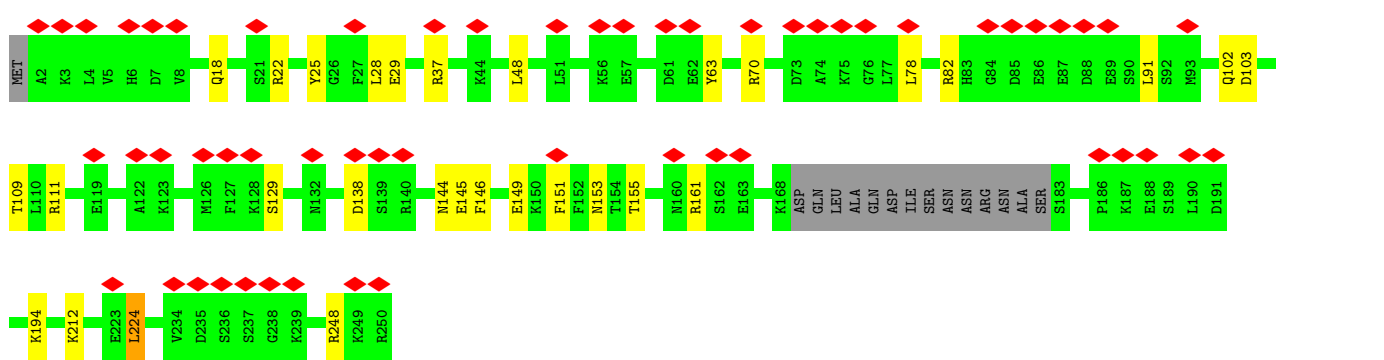 MET A2 K3 L4 V5 H6 D7 V8 Q18 S21 R22 Y25 G26 F27 L28 E29 R37 K44 L48 L51 K56 E57 D61 E62 Y63 R70 D73 A74 K75 G76 L77 L78 R82 H83 G84 D85 E86 E87 D88 E89 S90 L91 S92 M93 Q102 D103
T109 L110 R111 E119 A122 K123 M126 F127 K128 S129 N132 D138 S139 R140 N144 E145 F146 E149 K150 F151 F152 N153 T154 T155 N160 R161 S162 E163 K168 ASP GLN LEU ALA GLN ASP ILE SER ASN ASN ARG ASN ALA SER S183 P186 K187 E188 S189 L190 D191
K194 K212 E223 L224 V234 D235 S236 S237 G238 K239 R248 K249 R250